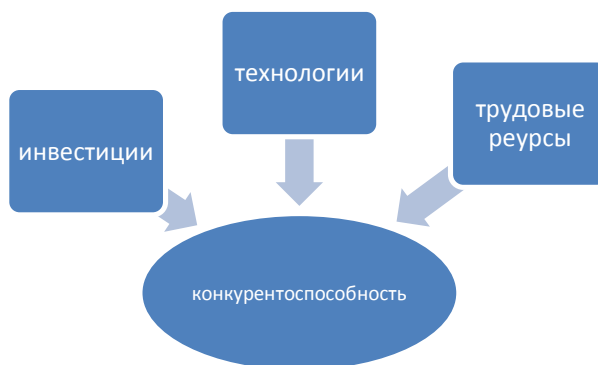 технологии
инвестиции
трудовые
реурсы
конкурентоспособность